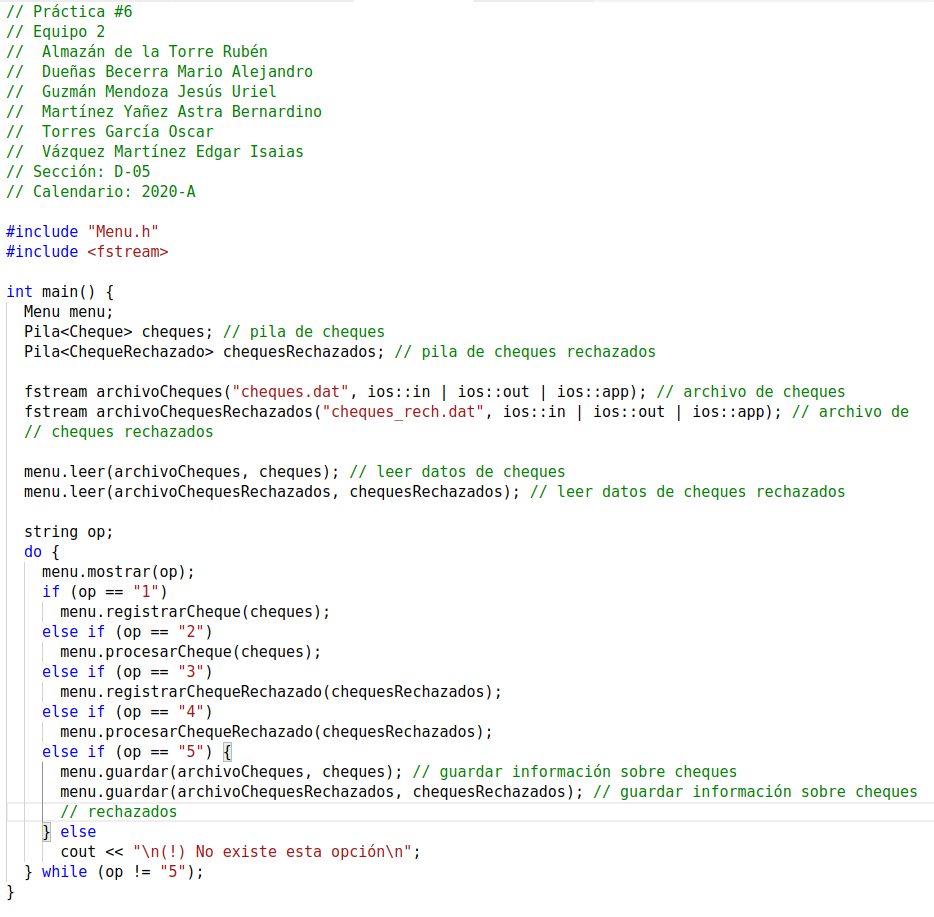 // Práctica #6
// Equipo 2
//  Almazán de la Torre Rubén
//  Dueñas Becerra Mario Alejandro
//  Guzmán Mendoza Jesús Uriel
//  Martínez Yañez Astra Bernardino
//  Torres García Oscar
//  Vázquez Martínez Edgar Isaias
// Sección: D-05
// Calendario: 2020-A

#include "Menu.h"
#include <fstream>

int main() {
  Menu menu;
  Pila<Cheque> cheques; // pila de cheques
  Pila<ChequeRechazado> chequesRechazados; // pila de cheques rechazados

  fstream archivoCheques("cheques.dat", ios::in | ios::out | ios::app); // archivo de cheques
  fstream archivoChequesRechazados("cheques_rech.dat", ios::in | ios::out | ios::app); // archivo de
  // cheques rechazados

  menu.leer(archivoCheques, cheques); // leer datos de cheques
  menu.leer(archivoChequesRechazados, chequesRechazados); // leer datos de cheques rechazados

  string op;
  do {
    menu.mostrar(op);
    if (op == "1")
      menu.registrarCheque(cheques);
    else if (op == "2")
      menu.procesarCheque(cheques);
    else if (op == "3")
      menu.registrarChequeRechazado(chequesRechazados);
    else if (op == "4")
      menu.procesarChequeRechazado(chequesRechazados);
    else if (op == "5") {
      menu.guardar(archivoCheques, cheques); // guardar información sobre cheques
      menu.guardar(archivoChequesRechazados, chequesRechazados); // guardar información sobre cheques
      // rechazados
    } else
      cout << "\n(!) No existe esta opción\n";
  } while (op != "5");
}